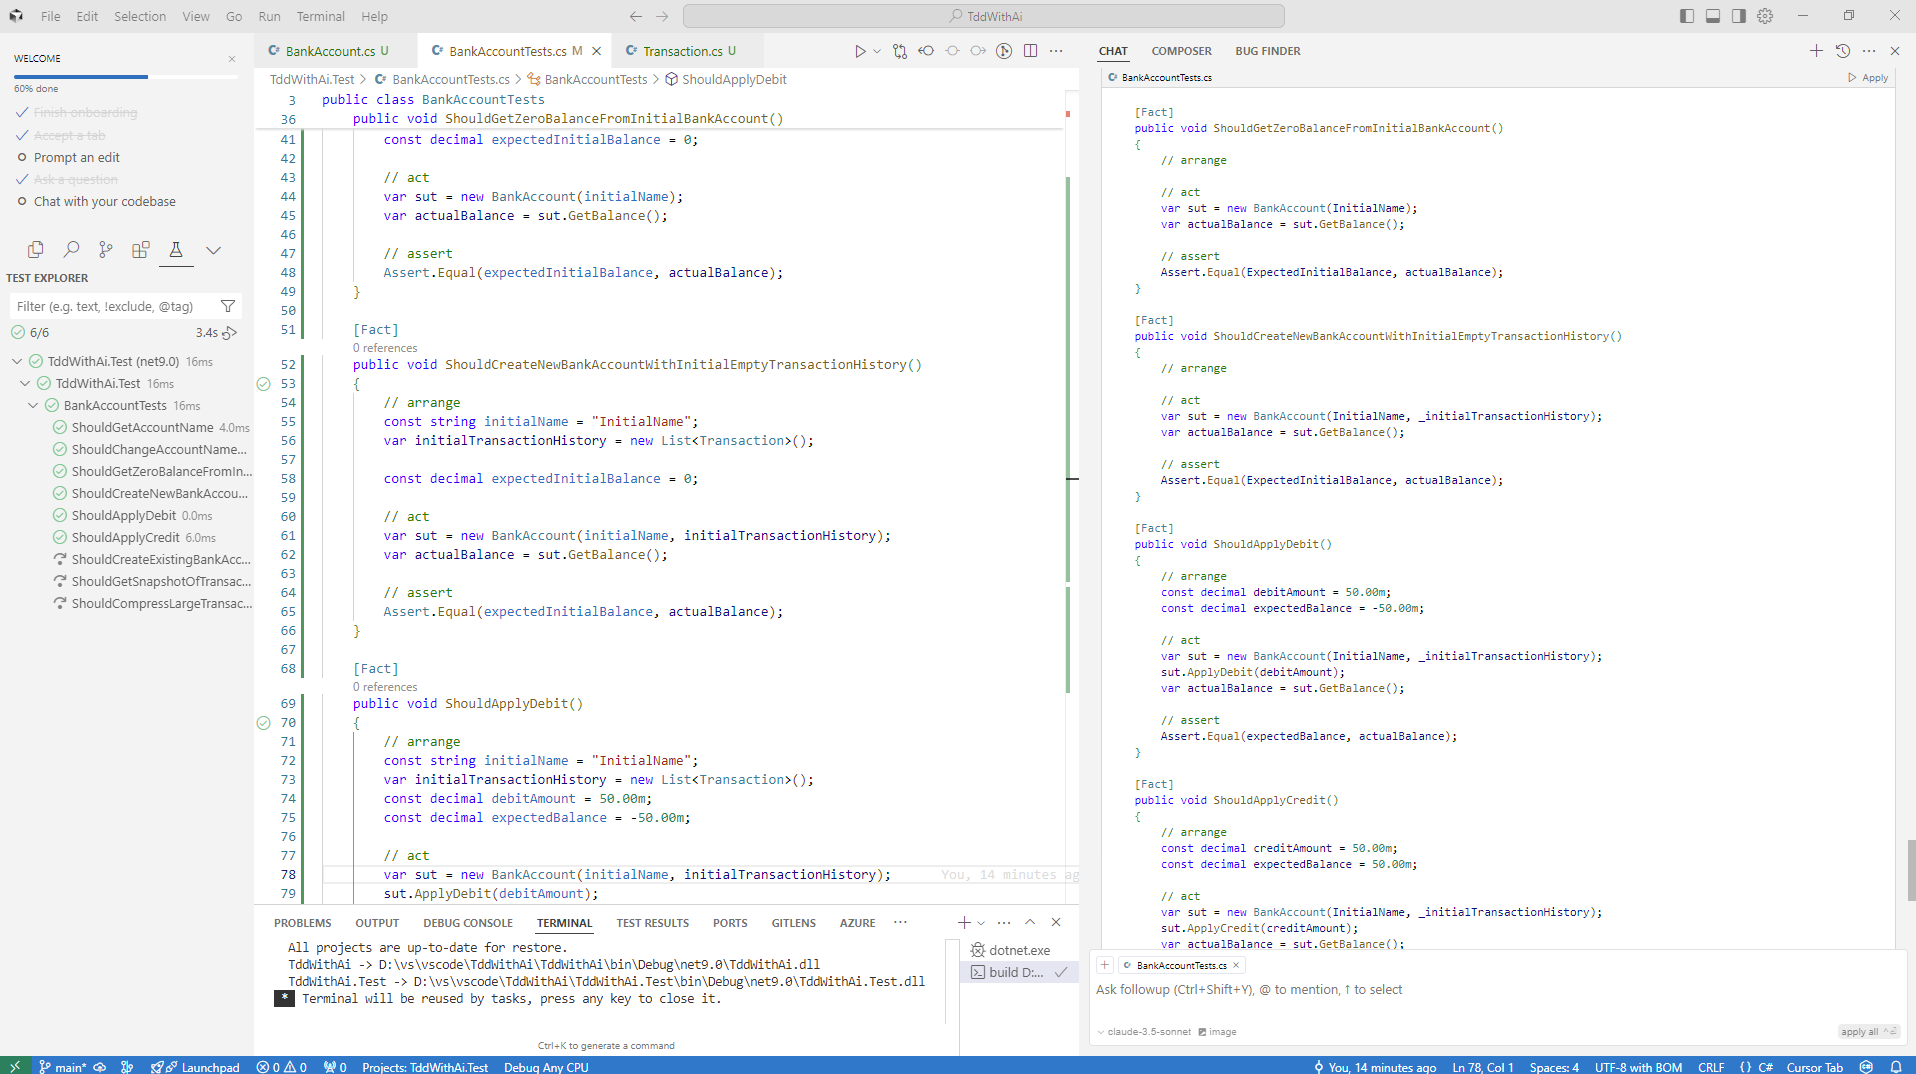 File Edit Selection View Go Run Terminal Help
TddWithAi
WELCOME
60% done
Finish onboarding
Accept a tab
Prompt an edit
Ask a question
Chat with your codebase
TEST EXPLORER
Filter (e.g. text, !exclude, @tag)
6/6 3.4s
TddWithAi.Test (net9.0) 16ms
TddWithAi.Test 16ms
BankAccountTests 16ms
ShouldGetAccountName 4.0ms
ShouldChangeAccountName...
ShouldGetZeroBalanceFromIn...
ShouldCreateNewBankAccou...
ShouldApplyDebit 0.0ms
ShouldApplyCredit 6.0ms
ShouldCreateExistingBankAcc...
ShouldGetSnapshotOfTransac...
ShouldCompressLargeTransac...
BankAccount.cs U
BankAccountTests.cs M
Transaction.cs U
TddWithAi.Test > BankAccountTests.cs > BankAccountTests > ShouldApplyDebit
3 public class BankAccountTests
36 public void ShouldGetZeroBalanceFromInitialBankAccount()
41 const decimal expectedInitialBalance = 0;
42
43 // act
44 var sut = new BankAccount(initialName);
45 var actualBalance = sut.GetBalance();
46
47 // assert
48 Assert.Equal(expectedInitialBalance, actualBalance);
49 }
50
51 [Fact]
0 references
52 public void ShouldCreateNewBankAccountWithInitialEmptyTransactionHistory()
53 {
54 // arrange
55 const string initialName = "InitialName";
56 var initialTransactionHistory = new List<Transaction>();
57
58 const decimal expectedInitialBalance = 0;
59
60 // act
61 var sut = new BankAccount(initialName, initialTransactionHistory);
62 var actualBalance = sut.GetBalance();
63
64 // assert
65 Assert.Equal(expectedInitialBalance, actualBalance);
66 }
67
68 [Fact]
0 references
69 public void ShouldApplyDebit()
70 {
71 // arrange
72 const string initialName = "InitialName";
73 var initialTransactionHistory = new List<Transaction>();
74 const decimal debitAmount = 50.00m;
75 const decimal expectedBalance = -50.00m;
76
77 // act
78 var sut = new BankAccount(initialName, initialTransactionHistory); You, 14 minutes ag
79 sut.ApplyDebit(debitAmount);
PROBLEMS OUTPUT DEBUG CONSOLE TERMINAL TEST RESULTS PORTS GITLENS AZURE ...
All projects are up-to-date for restore.
TddWithAi -> D:\vs\vscode\TddWithAi\TddWithAi\bin\Debug\net9.0\TddWithAi.dll
TddWithAi.Test -> D:\vs\vscode\TddWithAi\TddWithAi.Test\bin\Debug\net9.0\TddWithAi.Test.dll
* Terminal will be reused by tasks, press any key to close it.
dotnet.exe
build D:...
Ctrl+K to generate a command
CHAT COMPOSER BUG FINDER
BankAccountTests.cs Apply
[Fact]
public void ShouldGetZeroBalanceFromInitialBankAccount()
{
// arrange
// act
var sut = new BankAccount(InitialName);
var actualBalance = sut.GetBalance();
// assert
Assert.Equal(ExpectedInitialBalance, actualBalance);
}
[Fact]
public void ShouldCreateNewBankAccountWithInitialEmptyTransactionHistory()
{
// arrange
// act
var sut = new BankAccount(InitialName, _initialTransactionHistory);
var actualBalance = sut.GetBalance();
// assert
Assert.Equal(ExpectedInitialBalance, actualBalance);
}
[Fact]
public void ShouldApplyDebit()
{
// arrange
const decimal debitAmount = 50.00m;
const decimal expectedBalance = -50.00m;
// act
var sut = new BankAccount(InitialName, _initialTransactionHistory);
sut.ApplyDebit(debitAmount);
var actualBalance = sut.GetBalance();
// assert
Assert.Equal(expectedBalance, actualBalance);
}
[Fact]
public void ShouldApplyCredit()
{
// arrange
const decimal creditAmount = 50.00m;
const decimal expectedBalance = 50.00m;
// act
var sut = new BankAccount(InitialName, _initialTransactionHistory);
sut.ApplyCredit(creditAmount);
var actualBalance = sut.GetBalance();
+ BankAccountTests.cs
Ask followup (Ctrl+Shift+Y), @ to mention, ↑ to select
claude-3.5-sonnet image apply all
main* Launchpad 0 0 0 Projects: TddWithAi.Test Debug Any CPU You, 14 minutes ago Ln 78, Col 1 Spaces: 4 UTF-8 with BOM CRLF {} C# Cursor Tab